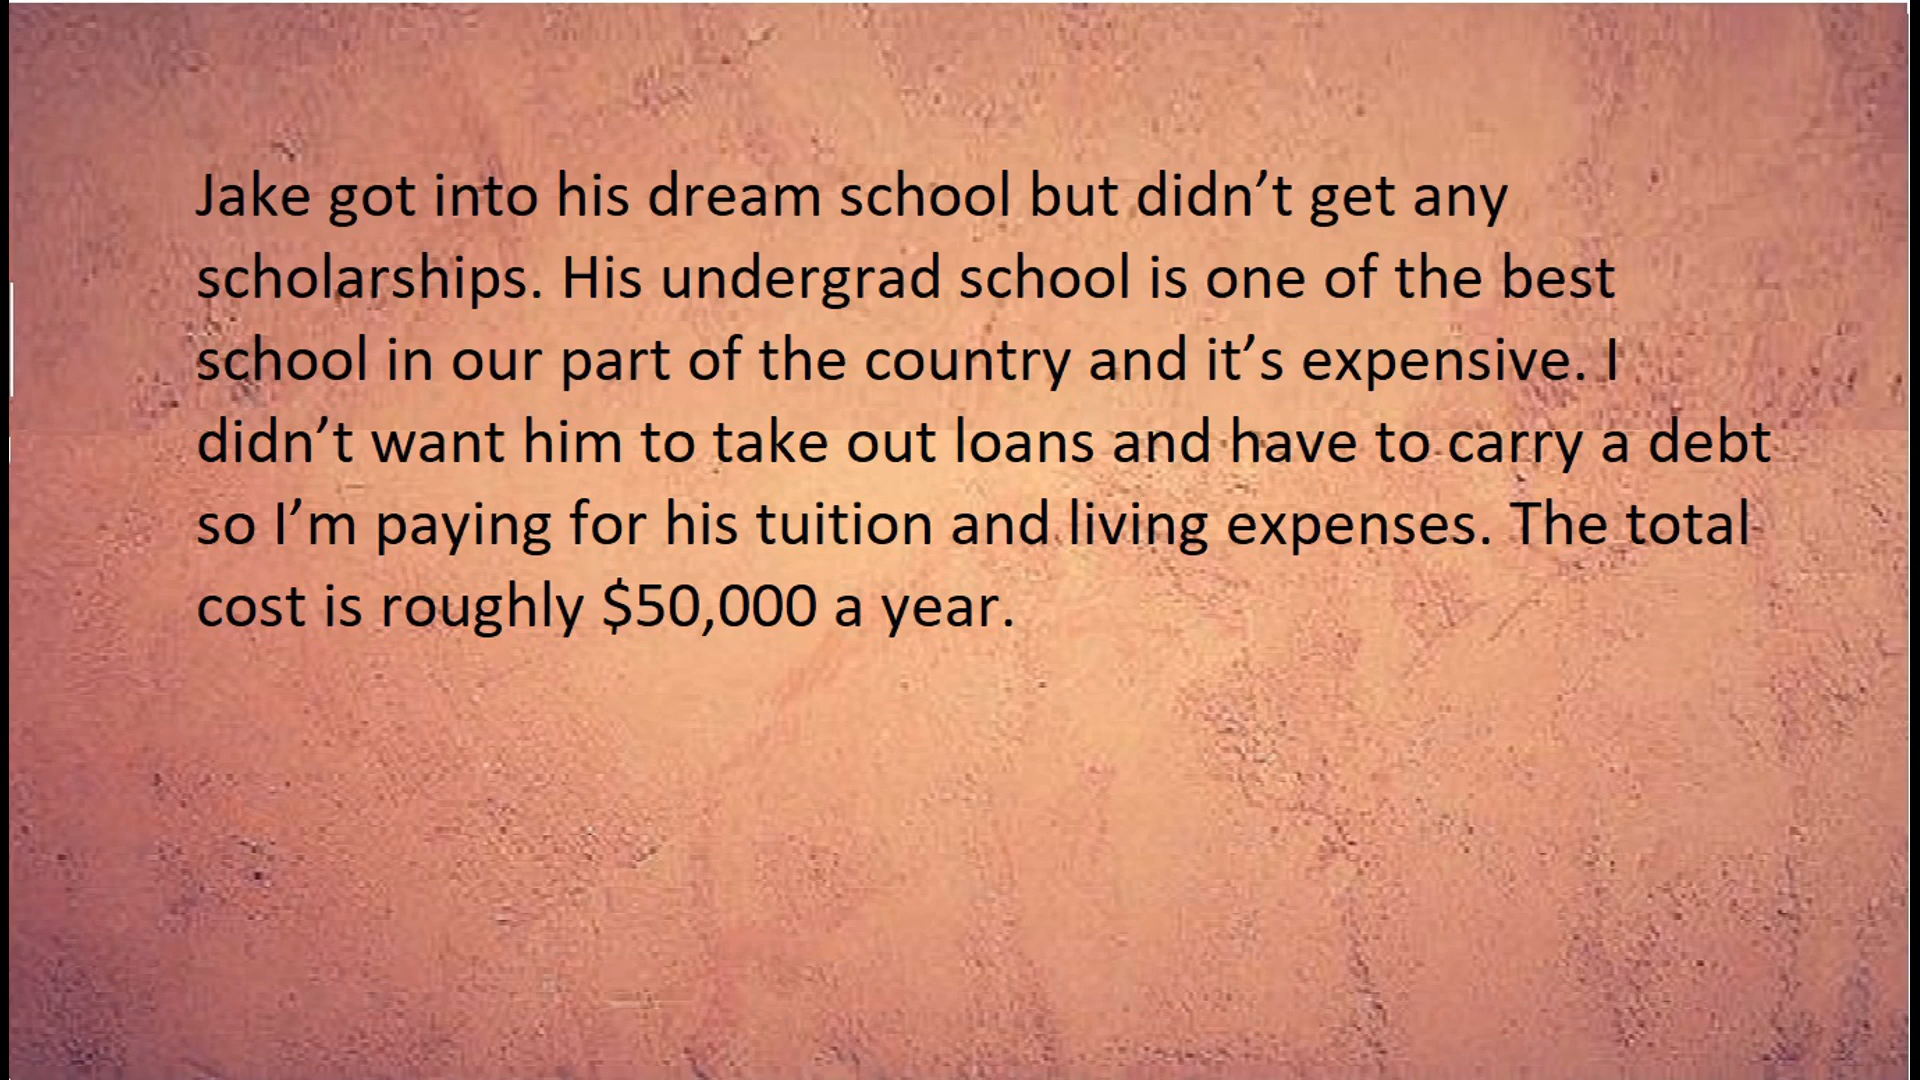 Jake got into his dream school but didn’t get any
scholarships. His undergrad school is one of the best
school in our part of the country and it’s expensive. I
didn’t want him to take out loans and have to carry a debt
so I’m paying for his tuition and living expenses. The total
cost is roughly $50,000 a year.